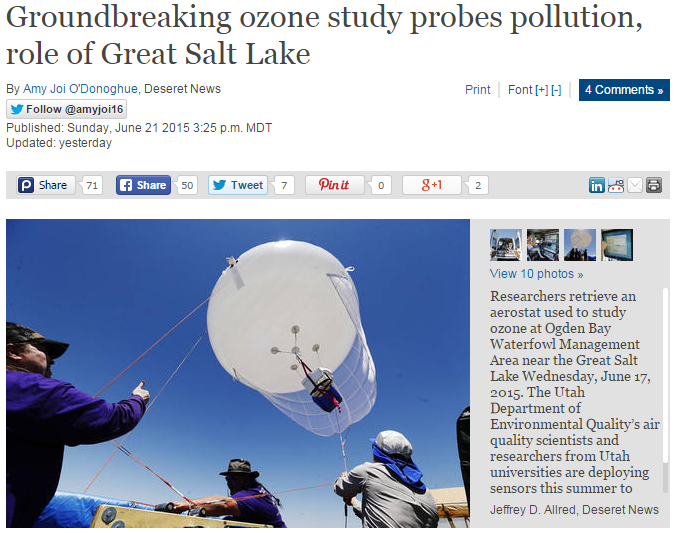 Groundbreaking ozone study probes pollution,
role of Great Salt Lake
By Amy Joi O'Donoghue, Deseret News
Print Font [+] [-] 4 Comments »
Follow @amyjoi16
Published: Sunday, June 21 2015 3:25 p.m. MDT
Updated: yesterday
Share 71 Share 50 Tweet 7 Pin it 0 g+1 2
View 10 photos »
Researchers retrieve an
aerostat used to study
ozone at Ogden Bay
Waterfowl Management
Area near the Great Salt
Lake Wednesday, June 17,
2015. The Utah
Department of
Environmental Quality's air
quality scientists and
researchers from Utah
universities are deploying
sensors this summer to
Jeffrey D. Allred, Deseret News